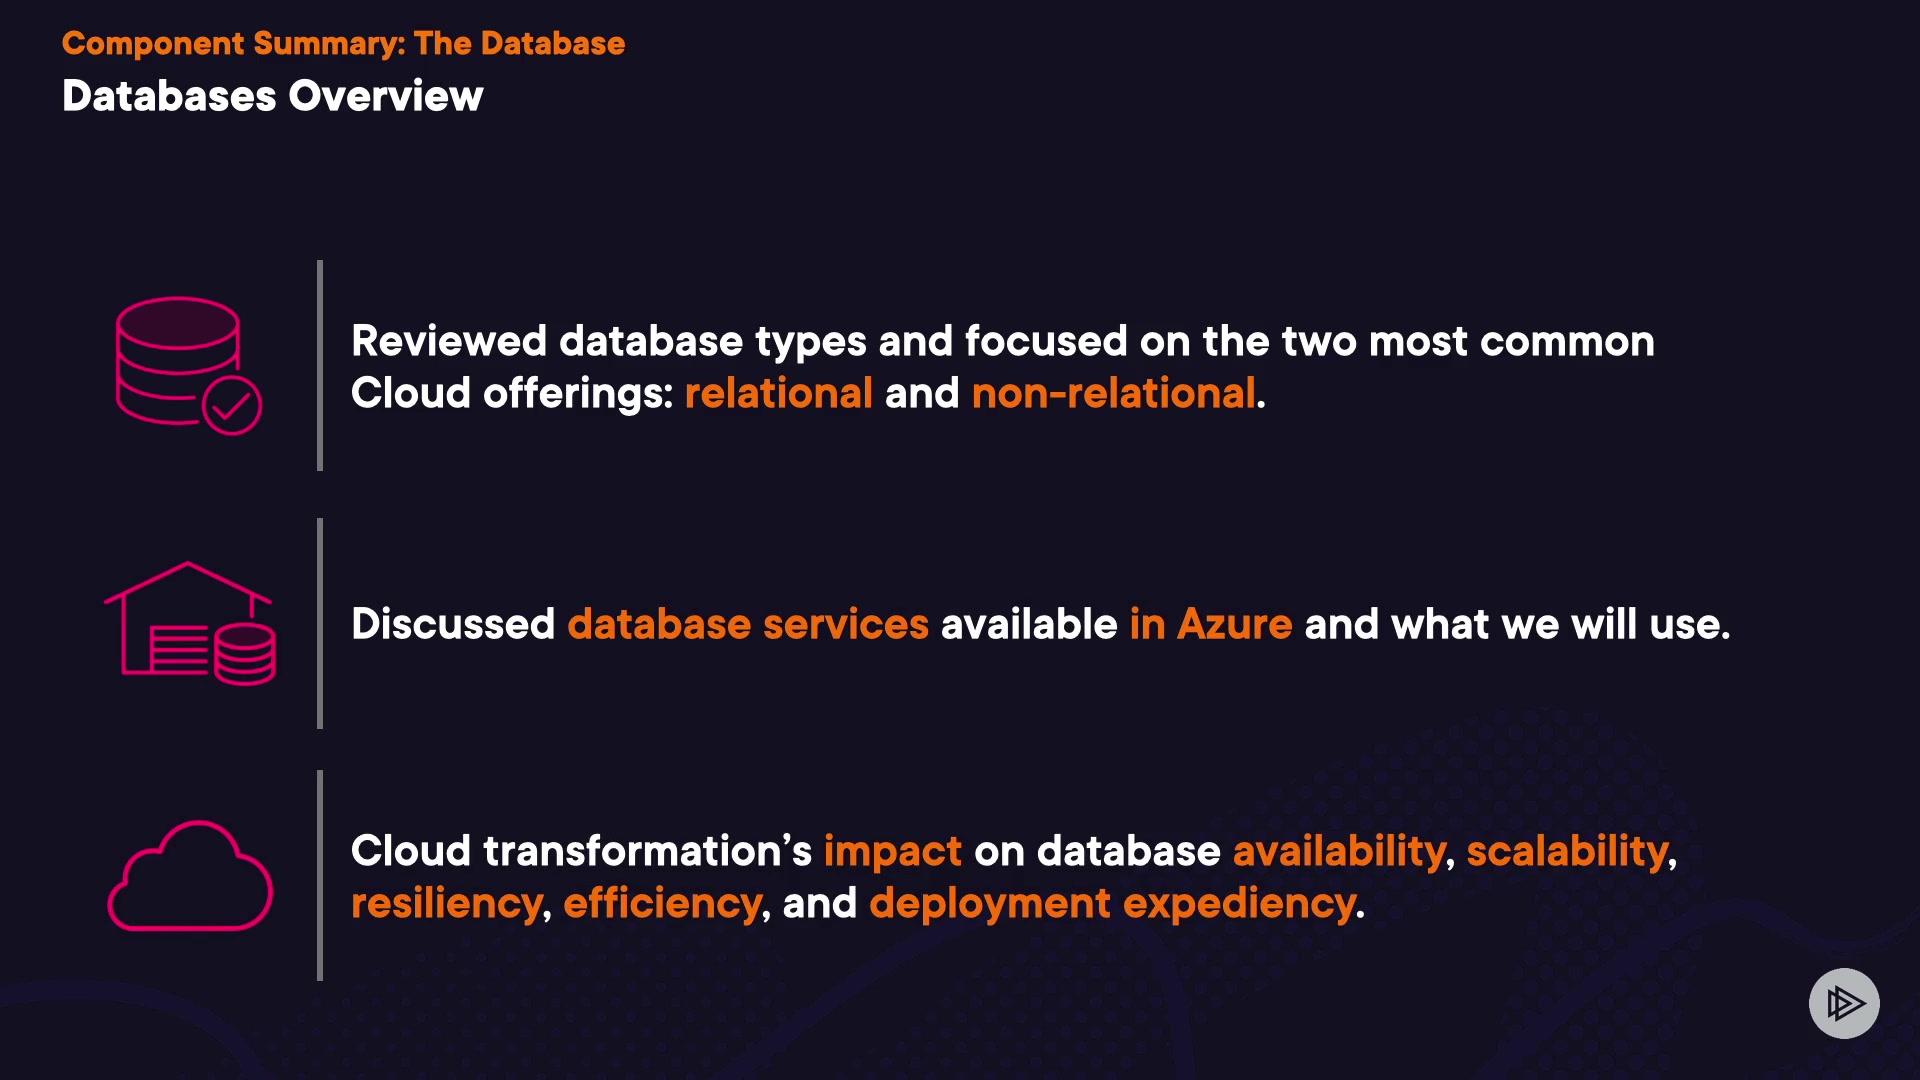 Component Summary: The Database
Databases Overview
Reviewed database types and focused on the two most common
Cloud offerings: relational and non-relational.
Discussed database services available in Azure and what we will use.
Cloud transformation’s impact on database availability, scalability,
resiliency, efficiency, and deployment expediency.